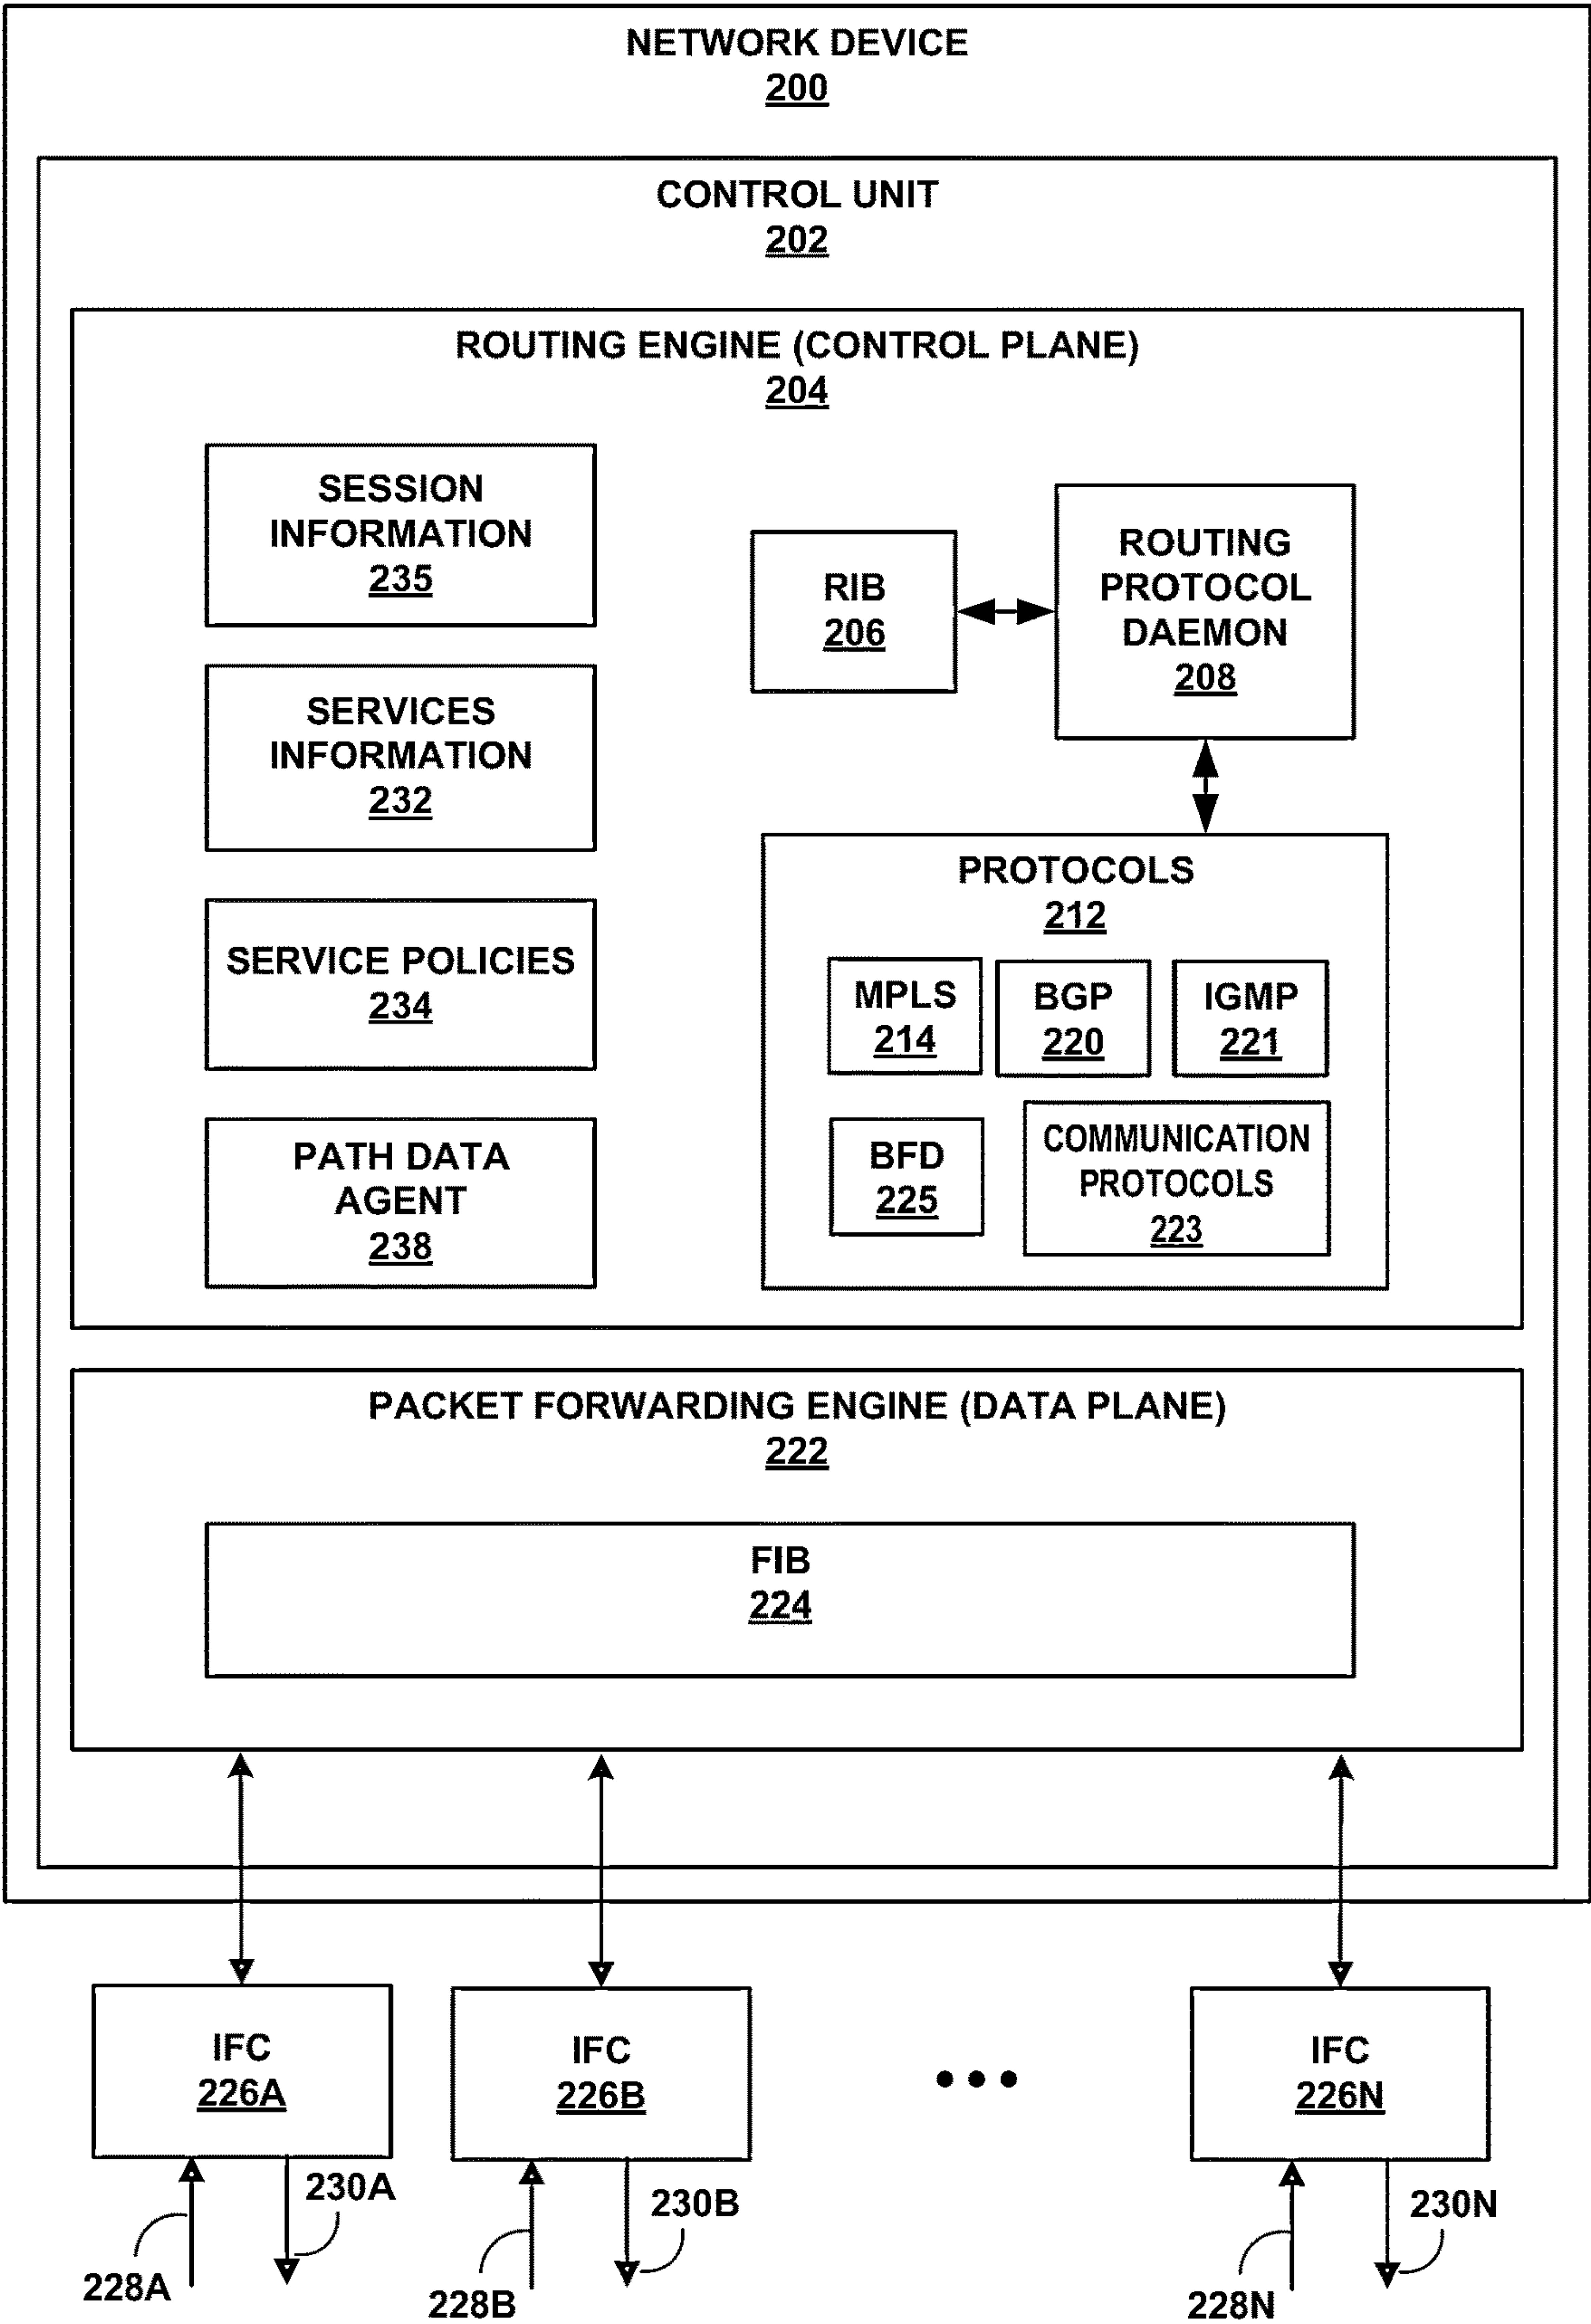 NETWORK DEVICE
200
CONTROL UNIT
202
ROUTING ENGINE (CONTROL PLANE)
204
SESSION
INFORMATION
235
SERVICES
INFORMATION
232
SERVICE POLICIES
234
PATH DATA
AGENT
238
RIB
206
ROUTING
PROTOCOL
DAEMON
208
PROTOCOLS
212
MPLS
214
BGP
220
IGMP
221
BFD
225
COMMUNICATION
PROTOCOLS
223
PACKET FORWARDING ENGINE (DATA PLANE)
222
FIB
224
IFC
226A
IFC
226B
IFC
226N
228A
230A
228B
230B
228N
230N